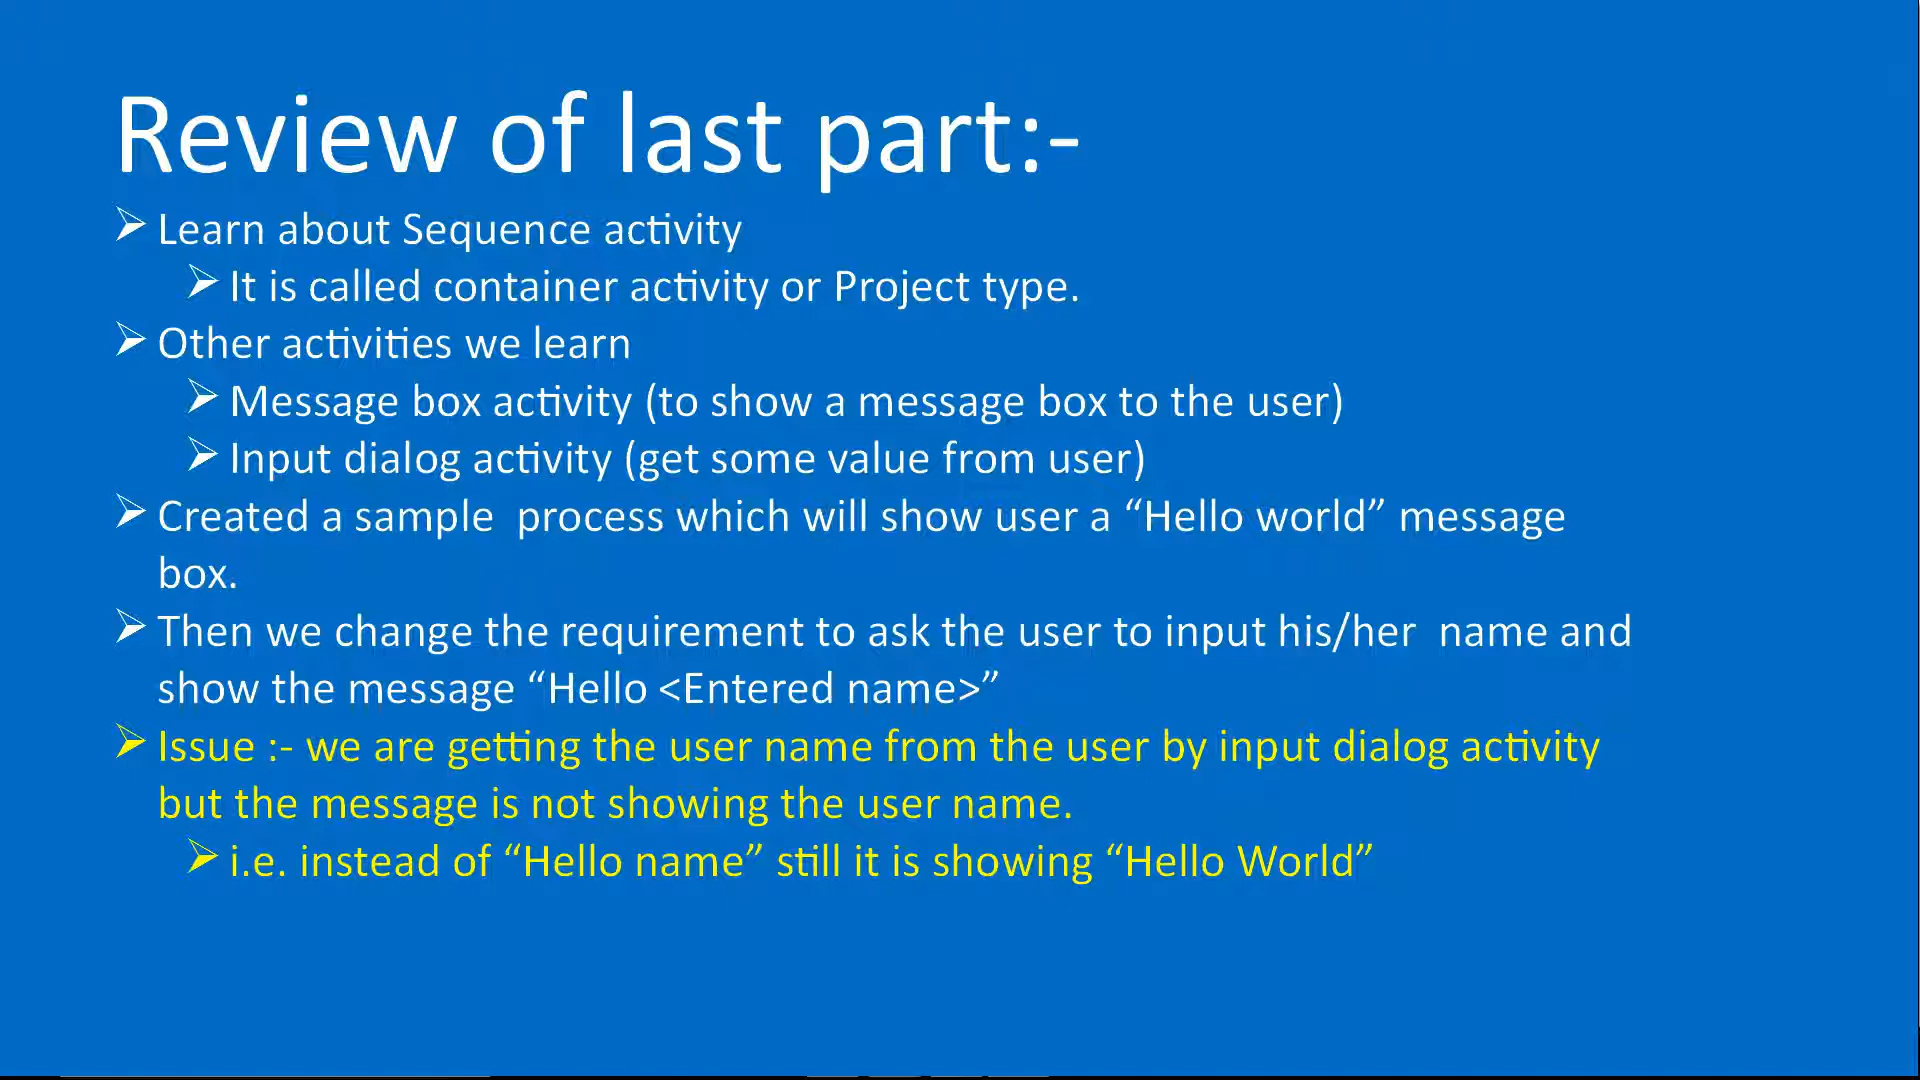 Review of last part:-
Learn about Sequence activity
It is called container activity or Project type.
Other activities we learn
Message box activity (to show a message box to the user)
Input dialog activity (get some value from user)
Created a sample  process which will show user a “Hello world” message
box.
Then we change the requirement to ask the user to input his/her  name and
show the message “Hello <Entered name>”
Issue :- we are getting the user name from the user by input dialog activity
but the message is not showing the user name.
i.e. instead of “Hello name” still it is showing “Hello World”